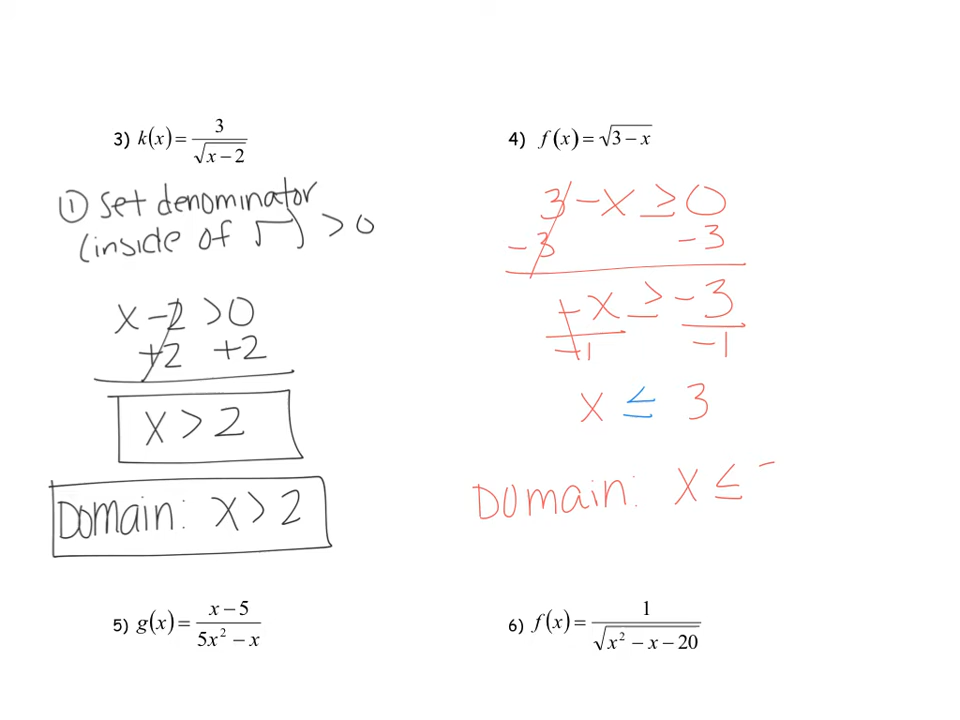 3) k(x) = 3/√(x − 2)
① Set denominator
(inside of √ ) > 0
x − 2 > 0
+2 +2
x > 2
Domain: x > 2
4) f(x) = √(3 − x)
3 − x ≥ 0
−3 −3
−x ≥ −3
−1 −1
x ≤ 3
Domain: x ≤
5) g(x) = (x − 5)/(5x² − x)
6) f(x) = 1/√(x² − x − 20)